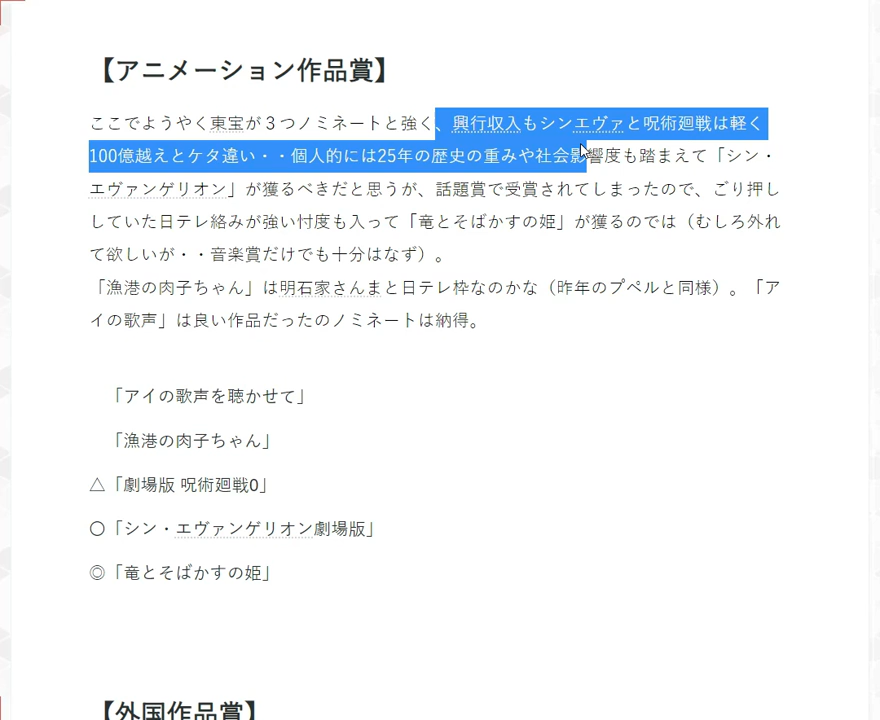 【アニメーション作品賞】
ここでようやく東宝が３つノミネートと強く、興行収入もシンエヴァと呪術廻戦は軽く
100億越えとケタ違い・・個人的には25年の歴史の重みや社会影響度も踏まえて「シン・
エヴァンゲリオン」が獲るべきだと思うが、話題賞で受賞されてしまったので、ごり押し
していた日テレ絡みが強い忖度も入って「竜とそばかすの姫」が獲るのでは（むしろ外れ
て欲しいが・・音楽賞だけでも十分はなず）。
「漁港の肉子ちゃん」は明石家さんまと日テレ枠なのかな（昨年のプペルと同様）。「ア
イの歌声」は良い作品だったのノミネートは納得。
「アイの歌声を聴かせて」
「漁港の肉子ちゃん」
△「劇場版 呪術廻戦0」
〇「シン・エヴァンゲリオン劇場版」
◎「竜とそばかすの姫」
【外国作品賞】